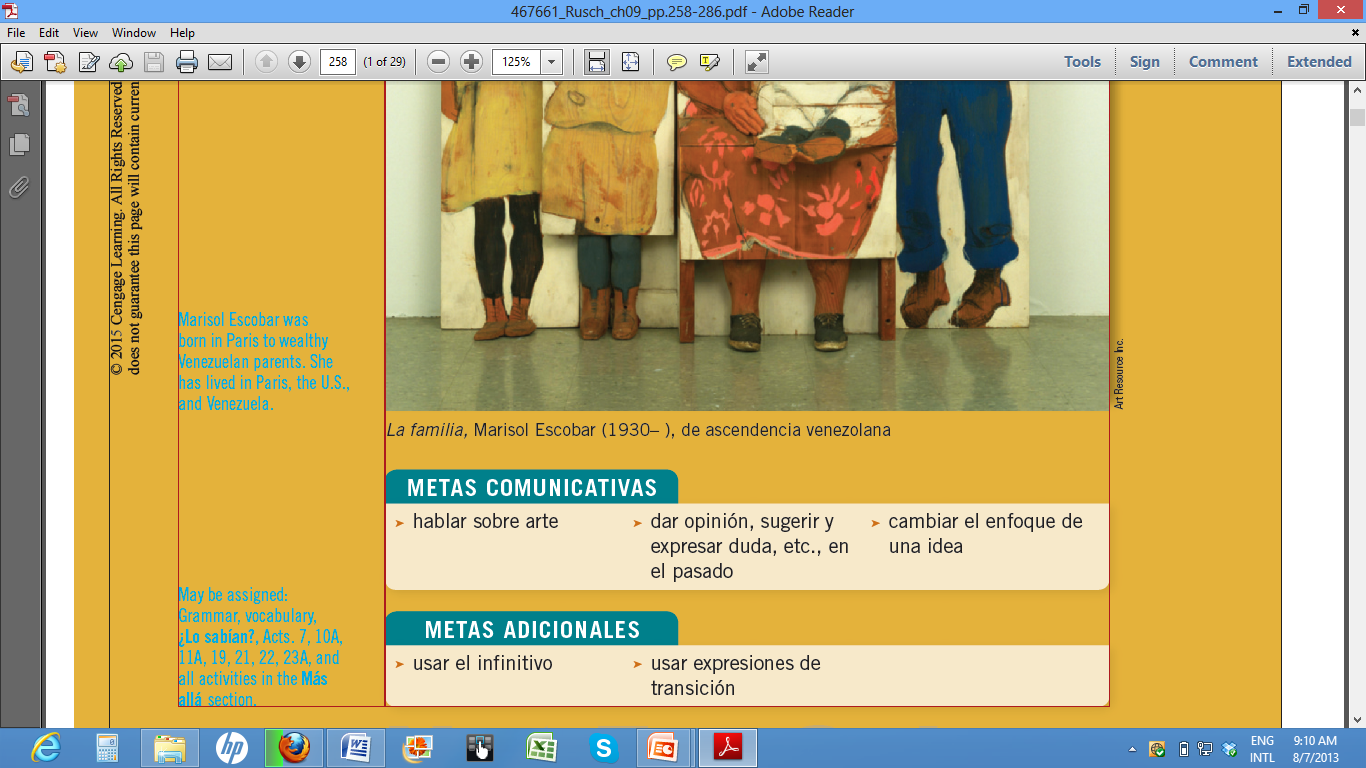 467661_Rusch_ch09_pp.258-286.pdf - Adobe Reader
File Edit View Window Help
258 (1 of 29) 125% Tools Sign Comment Extended
© 2015 Cengage Learning. All Rights Reserved
does not guarantee this page will contain curren
Marisol Escobar was
born in Paris to wealthy
Venezuelan parents. She
has lived in Paris, the U.S.,
and Venezuela.
Art Resource Inc.
La familia, Marisol Escobar (1930– ), de ascendencia venezolana
METAS COMUNICATIVAS
➤ hablar sobre arte
➤ dar opinión, sugerir y
expresar duda, etc., en
el pasado
➤ cambiar el enfoque de
una idea
May be assigned:
Grammar, vocabulary,
¿Lo sabían?, Acts. 7, 10A,
11A, 19, 21, 22, 23A, and
all activities in the Más
allá section.
METAS ADICIONALES
➤ usar el infinitivo
➤ usar expresiones de
transición
ENG
INTL
9:10 AM
8/7/2013